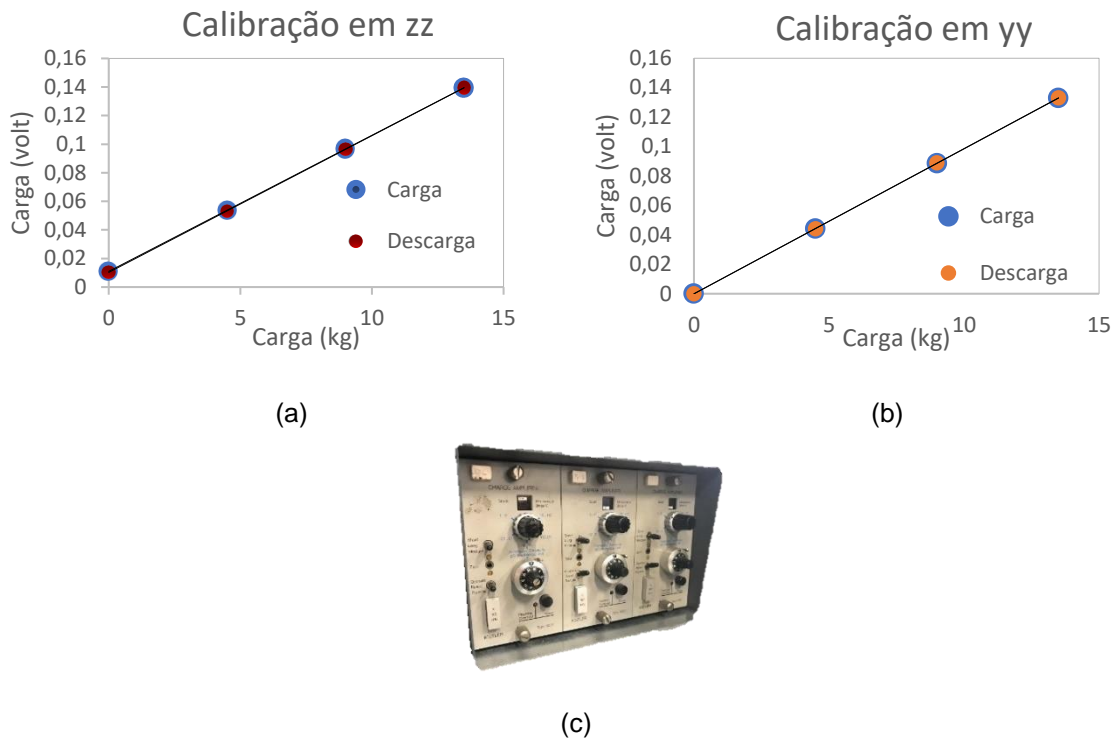 Calibração em zz
0,16
0,14
0,12
0,1
0,08
0,06
0,04
0,02
0
Carga (volt)
Carga
Descarga
0
5
10
15
Carga (kg)
(a)
Calibração em yy
0,16
0,14
0,12
0,1
0,08
0,06
0,04
0,02
0
Carga (volt)
Carga
Descarga
0
5
10
15
Carga (kg)
(b)
(c)